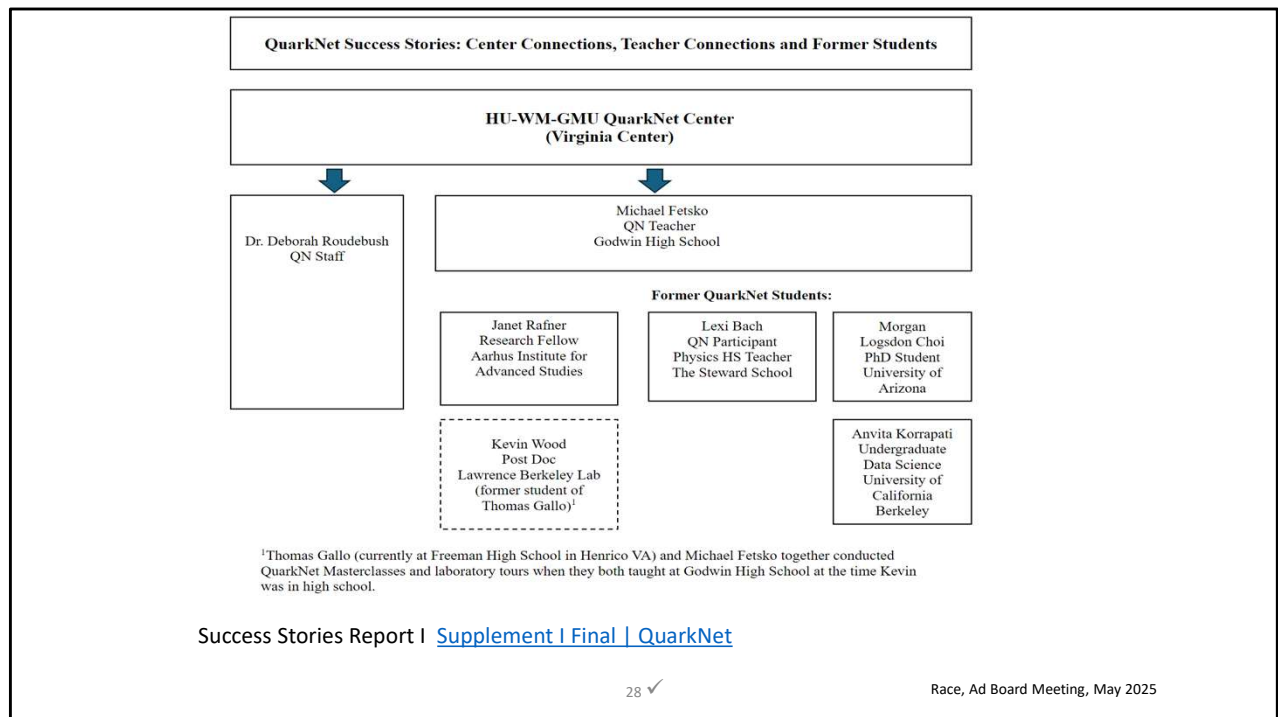 QuarkNet Success Stories: Center Connections, Teacher Connections and Former Students
HU-WM-GMU QuarkNet Center
(Virginia Center)
Dr. Deborah Roudebush
QN Staff
Michael Fetsko
QN Teacher
Godwin High School
Former QuarkNet Students:
Janet Rafner
Research Fellow
Aarhus Institute for
Advanced Studies
Lexi Bach
QN Participant
Physics HS Teacher
The Steward School
Morgan
Logsdon Choi
PhD Student
University of
Arizona
Kevin Wood
Post Doc
Lawrence Berkeley Lab
(former student of
Thomas Gallo)¹
Anvita Korrapati
Undergraduate
Data Science
University of
California
Berkeley
¹Thomas Gallo (currently at Freeman High School in Henrico VA) and Michael Fetsko together conducted
QuarkNet Masterclasses and laboratory tours when they both taught at Godwin High School at the time Kevin
was in high school.
Success Stories Report I Supplement I Final | QuarkNet
28 ✓
Race, Ad Board Meeting, May 2025